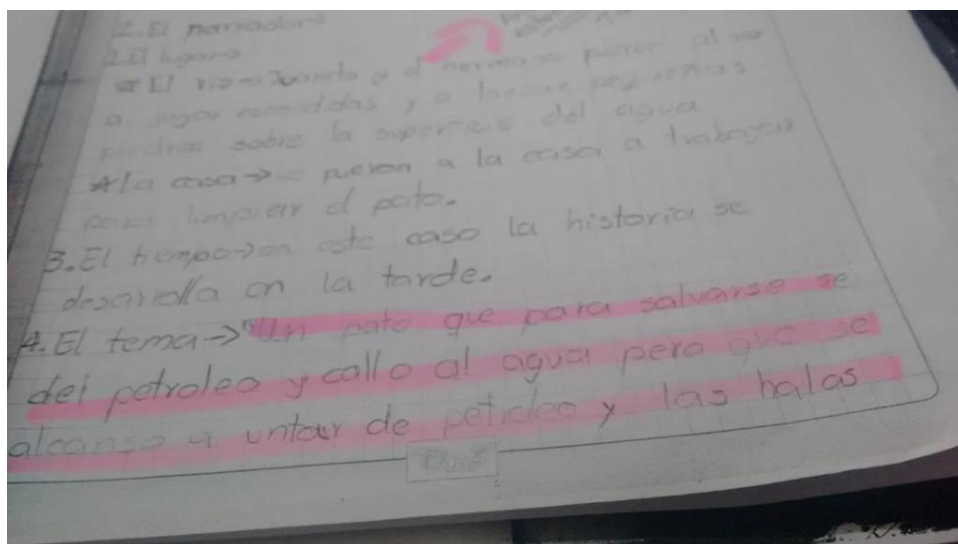 2. El narrador→
2. El lugar→
* El rio→ Juanito y el hermano fueron al rio
a jugar escondidas y a lanzar pequeñas
piedras sobre la superficie del agua
*La casa→ fueron a la casa a trabajar
para limpiar el pato.
3. El tiempo→en este caso la historia se
desarrolla en la tarde.
4. El tema→"Un pato que para salvarse se
del petroleo y callo al agua pero que se
alcanso a untar de petroleo y las halas